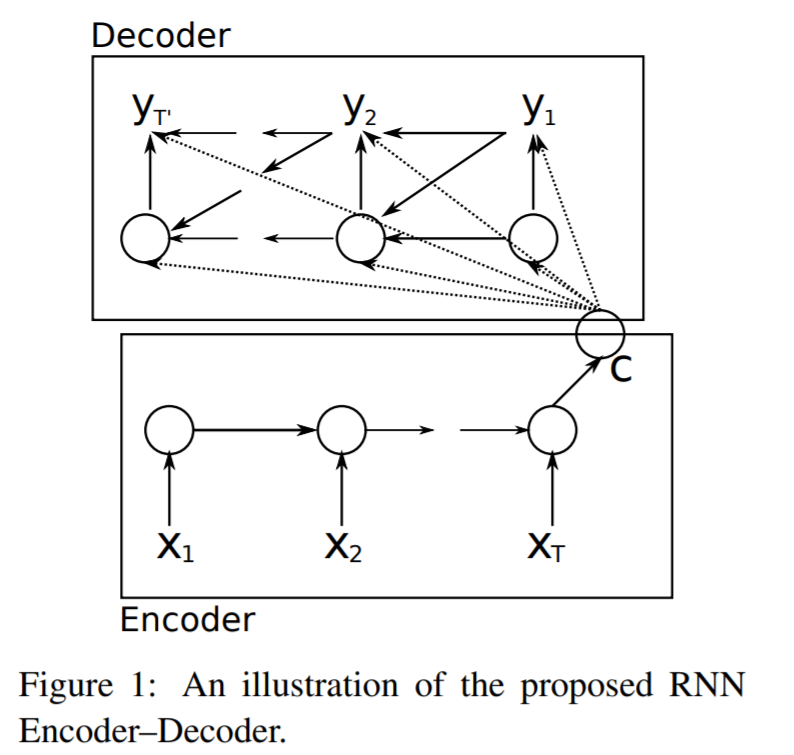 Decoder
yT' y2 y1
c
x1 x2 xT
Encoder
Figure 1: An illustration of the proposed RNN
Encoder–Decoder.